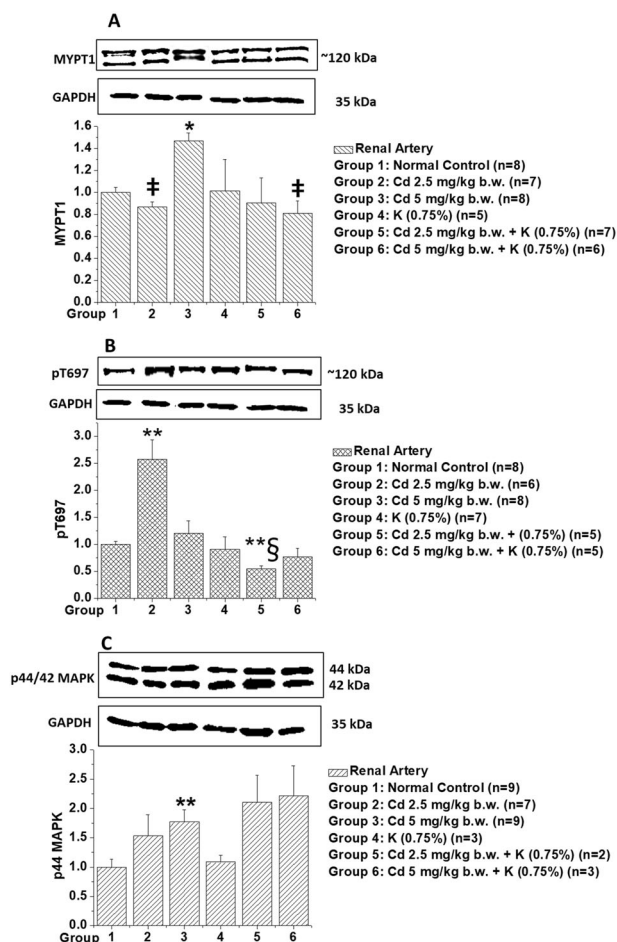 A
MYPT1
~120 kDa
GAPDH
35 kDa
*
‡
‡
1.6
1.4
1.2
1.0
0.8
0.6
0.4
0.2
0.0
MYPT1
Group 1 2 3 4 5 6
Renal Artery
Group 1: Normal Control (n=8)
Group 2: Cd 2.5 mg/kg b.w. (n=7)
Group 3: Cd 5 mg/kg b.w. (n=8)
Group 4: K (0.75%) (n=5)
Group 5: Cd 2.5 mg/kg b.w. + K (0.75%) (n=7)
Group 6: Cd 5 mg/kg b.w. + K (0.75%) (n=6)
B
pT697
~120 kDa
GAPDH
35 kDa
**
**§
3.0
2.5
2.0
1.5
1.0
0.5
0.0
pT697
Group 1 2 3 4 5 6
Renal Artery
Group 1: Normal Control (n=8)
Group 2: Cd 2.5 mg/kg b.w. (n=6)
Group 3: Cd 5 mg/kg b.w. (n=8)
Group 4: K (0.75%) (n=7)
Group 5: Cd 2.5 mg/kg b.w. + (0.75%) (n=5)
Group 6: Cd 5 mg/kg b.w. + K (0.75%) (n=5)
C
p44/42 MAPK
44 kDa
42 kDa
GAPDH
35 kDa
**
3.0
2.5
2.0
1.5
1.0
0.5
0.0
p44 MAPK
Group 1 2 3 4 5 6
Renal Artery
Group 1: Normal Control (n=9)
Group 2: Cd 2.5 mg/kg b.w. (n=7)
Group 3: Cd 5 mg/kg b.w. (n=9)
Group 4: K (0.75%) (n=3)
Group 5: Cd 2.5 mg/kg b.w. + K (0.75%) (n=2)
Group 6: Cd 5 mg/kg b.w. + K (0.75%) (n=3)